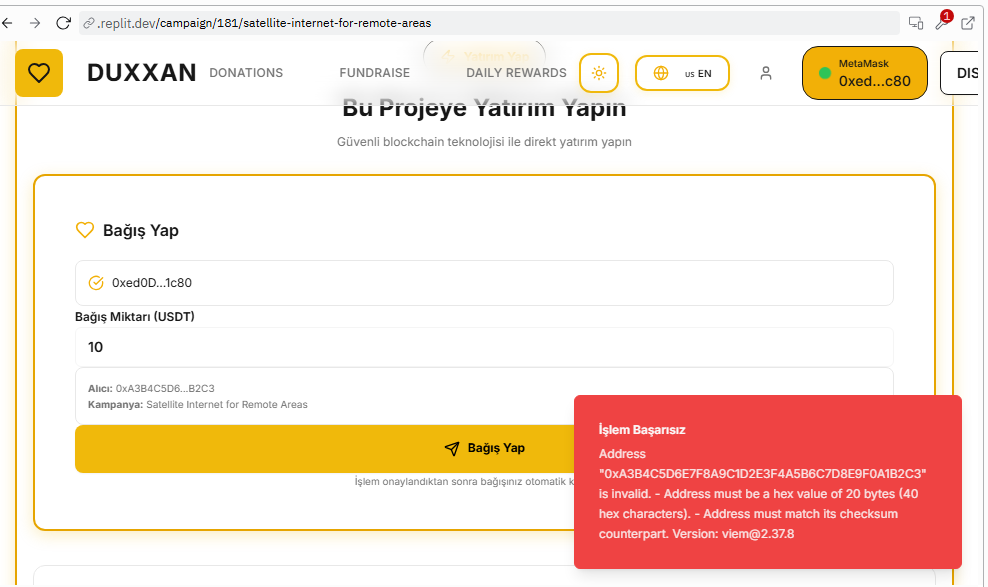 .replit.dev/campaign/181/satellite-internet-for-remote-areas
1
DUXXAN DONATIONS FUNDRAISE DAILY REWARDS us EN
MetaMask
0xed...c80
DIS
Yatırım Yap
Bu Projeye Yatırım Yapın
Güvenli blockchain teknolojisi ile direkt yatırım yapın
Bağış Yap
0xed0D...1c80
Bağış Miktarı (USDT)
10
Alıcı: 0xA3B4C5D6...B2C3
Kampanya: Satellite Internet for Remote Areas
Bağış Yap
İşlem onaylandıktan sonra bağışınız otomatik k
İşlem Başarısız
Address
"0xA3B4C5D6E7F8A9C1D2E3F4A5B6C7D8E9F0A1B2C3"
is invalid. - Address must be a hex value of 20 bytes (40
hex characters). - Address must match its checksum
counterpart. Version: viem@2.37.8